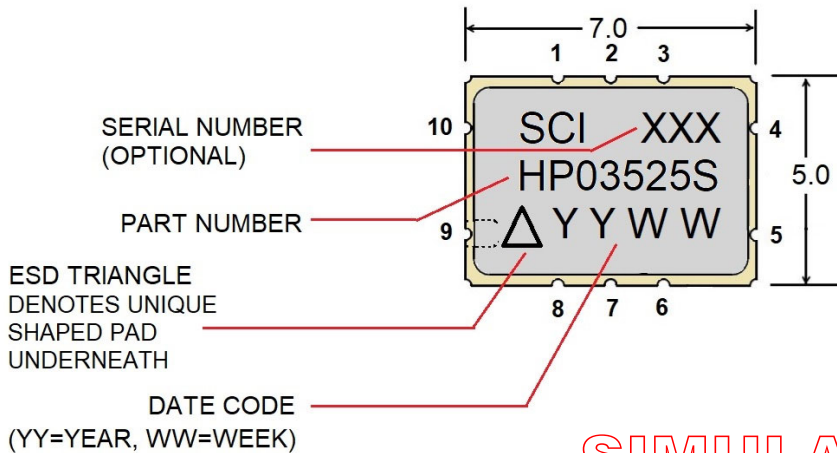 7.0
1 2 3
10
4
5.0
SERIAL NUMBER
(OPTIONAL)
SCI XXX
HP03525S
PART NUMBER
9
YYWW
5
ESD TRIANGLE
DENOTES UNIQUE
SHAPED PAD
UNDERNEATH
8 7 6
DATE CODE
(YY=YEAR, WW=WEEK)